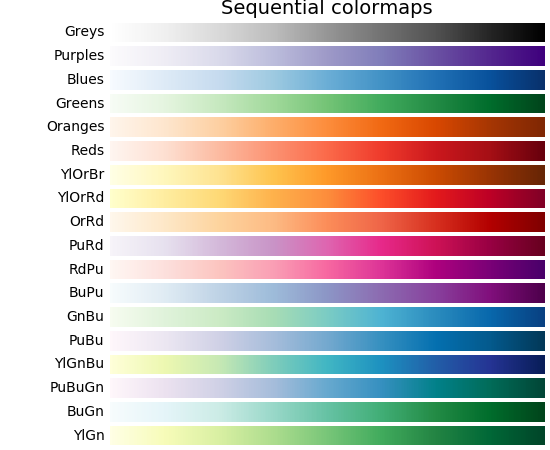 Sequential colormaps
Greys
Purples
Blues
Greens
Oranges
Reds
YlOrBr
YlOrRd
OrRd
PuRd
RdPu
BuPu
GnBu
PuBu
YlGnBu
PuBuGn
BuGn
YlGn